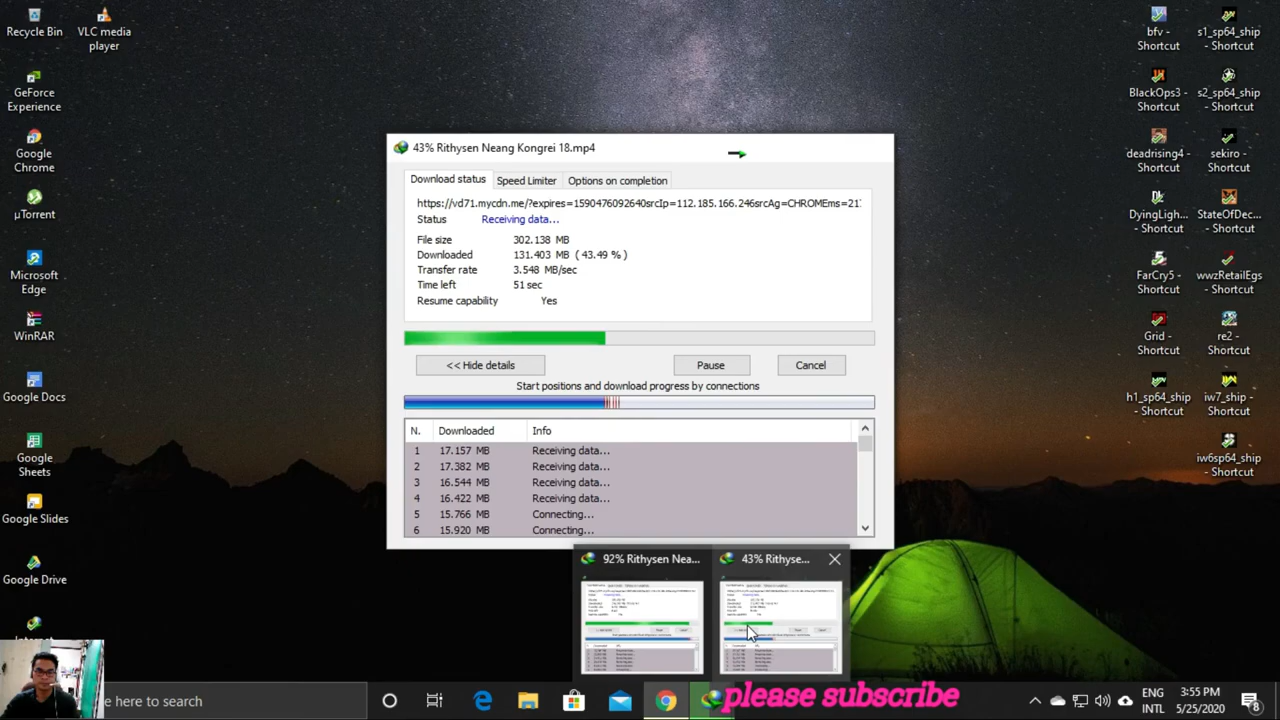 Recycle Bin
VLC media player
GeForce Experience
Google Chrome
µTorrent
Microsoft Edge
WinRAR
Google Docs
Google Sheets
Google Slides
Google Drive
bfv - Shortcut
s1_sp64_ship - Shortcut
BlackOps3 - Shortcut
s2_sp64_ship - Shortcut
deadrising4 - Shortcut
sekiro - Shortcut
DyingLigh... - Shortcut
StateOfDec... - Shortcut
FarCry5 - Shortcut
wwzRetailEgs - Shortcut
Grid - Shortcut
re2 - Shortcut
h1_sp64_ship - Shortcut
iw7_ship - Shortcut
iw6sp64_ship - Shortcut
43% Rithysen Neang Kongrei 18.mp4
Download status Speed Limiter Options on completion
https://vd71.mycdn.me/?expires=1590476092640srcIp=112.185.166.246srcAg=CHROMEms=21
Status Receiving data...
File size 302.138 MB
Downloaded 131.403 MB ( 43.49 % )
Transfer rate 3.548 MB/sec
Time left 51 sec
Resume capability Yes
<< Hide details Pause Cancel
Start positions and download progress by connections
N. Downloaded Info
1 17.157 MB Receiving data...
2 17.382 MB Receiving data...
3 16.544 MB Receiving data...
4 16.422 MB Receiving data...
5 15.766 MB Connecting...
6 15.920 MB Connecting...
92% Rithysen Nea... 43% Rithyse...
here to search
please subscribe
ENG INTL
3:55 PM
5/25/2020
8